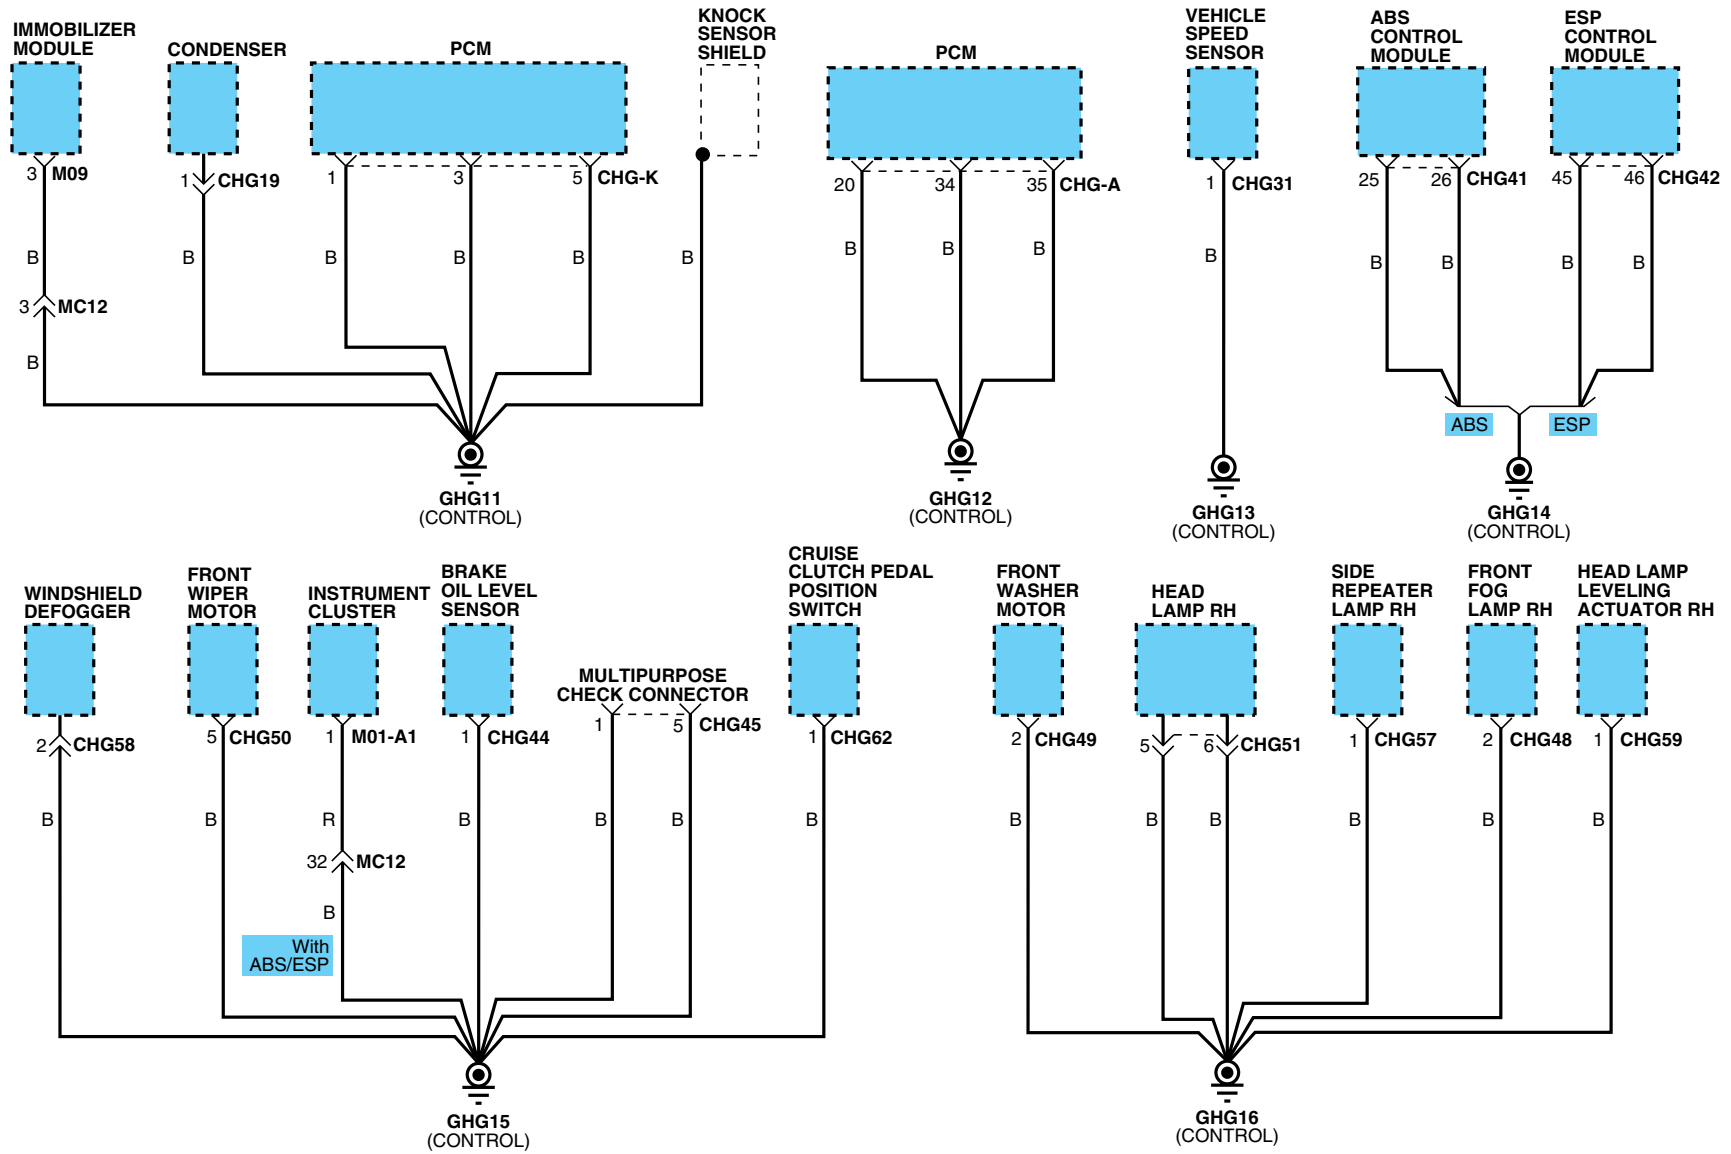 IMMOBILIZER
MODULE
CONDENSER
PCM
KNOCK
SENSOR
SHIELD
PCM
VEHICLE
SPEED
SENSOR
ABS
CONTROL
MODULE
ESP
CONTROL
MODULE
3 M09
1 CHG19
1 3 5 CHG-K
20 34 35 CHG-A
1 CHG31
25 26 CHG41
45 46 CHG42
B B B B B B
B B B
B
B B B B
3 MC12
B
ABS ESP
GHG11
(CONTROL)
GHG12
(CONTROL)
GHG13
(CONTROL)
GHG14
(CONTROL)
WINDSHIELD
DEFOGGER
FRONT
WIPER
MOTOR
INSTRUMENT
CLUSTER
BRAKE
OIL LEVEL
SENSOR
MULTIPURPOSE
CHECK CONNECTOR
CRUISE
CLUTCH PEDAL
POSITION
SWITCH
FRONT
WASHER
MOTOR
HEAD
LAMP RH
SIDE
REPEATER
LAMP RH
FRONT
FOG
LAMP RH
HEAD LAMP
LEVELING
ACTUATOR RH
2 CHG58
5 CHG50
1 M01-A1
1 CHG44
1 5 CHG45
1 CHG62
2 CHG49
5 6 CHG51
1 CHG57
2 CHG48
1 CHG59
B B R B B B B B B B B B B
32 MC12
B
With
ABS/ESP
GHG15
(CONTROL)
GHG16
(CONTROL)